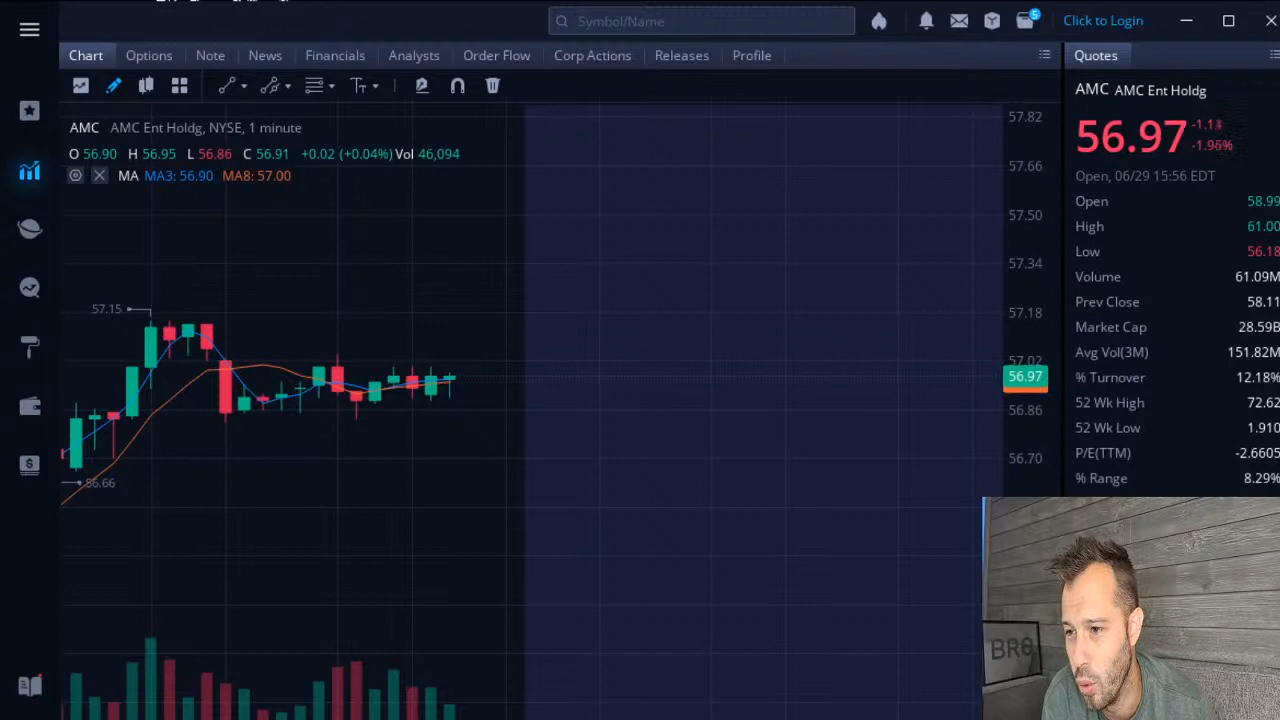 Symbol/Name
5
Click to Login
Chart Options Note News Financials Analysts Order Flow Corp Actions Releases Profile
Quotes
AMC AMC Ent Holdg, NYSE, 1 minute
O 56.90 H 56.95 L 56.86 C 56.91 +0.02 (+0.04%) Vol 46,094
MA MA3: 56.90 MA8: 57.00
57.15
56.66
57.82
57.66
57.50
57.34
57.18
57.02
56.97
56.86
56.70
AMC AMC Ent Holdg
56.97
-1.96%
Open, 06/29 15:56 EDT
Open 58.99
High 61.00
Low 56.18
Volume 61.09M
Prev Close 58.11
Market Cap 28.59B
Avg Vol(3M) 151.82M
% Turnover 12.18%
52 Wk High 72.62
52 Wk Low 1.910
P/E(TTM) -2.6605
% Range 8.29%
BRO